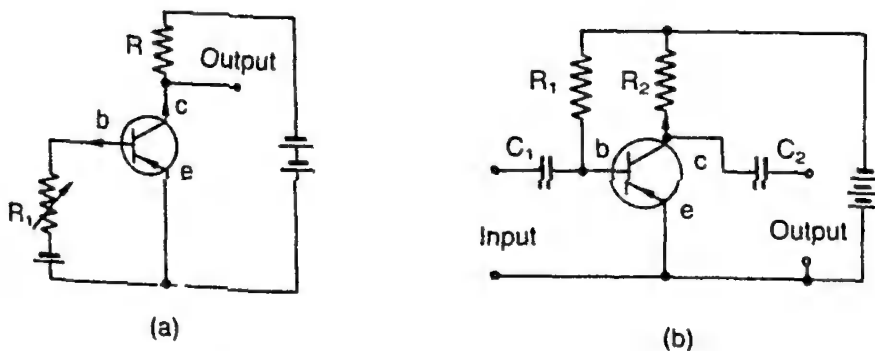 R
Output
c
b
e
R₁
(a)
R₁
R₂
C₁
b
c
C₂
e
Input
Output
(b)